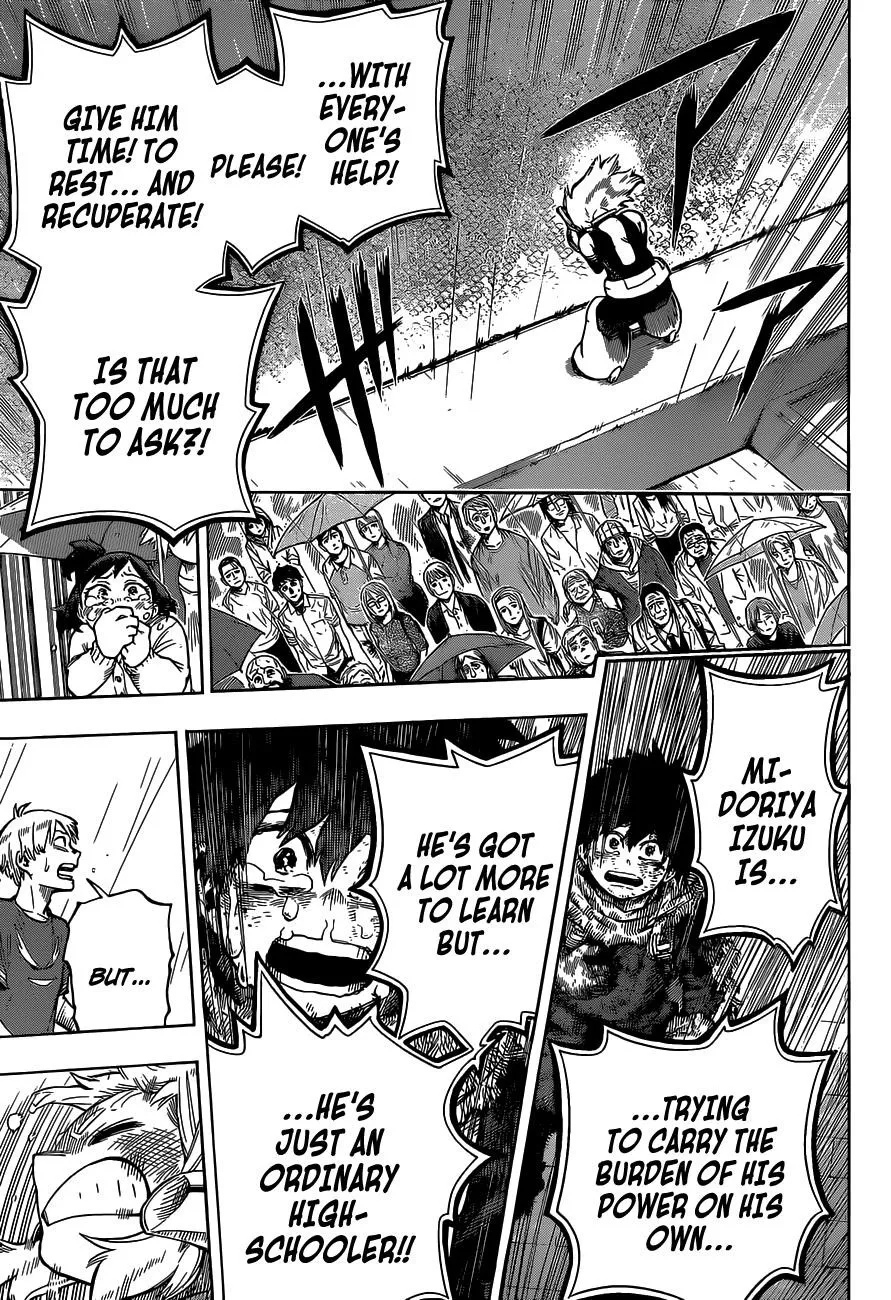 ...WITH
EVERY-
ONE'S
HELP!
PLEASE!
GIVE HIM
TIME! TO
REST... AND
RECUPERATE!
IS THAT
TOO MUCH
TO ASK?!
MI-
DORIYA
IZUKU
IS...
...TRYING
TO CARRY THE
BURDEN OF HIS
POWER ON HIS
OWN...
HE'S GOT
A LOT MORE
TO LEARN
BUT...
...HE'S
JUST AN
ORDINARY
HIGH-
SCHOOLER!!
BUT...